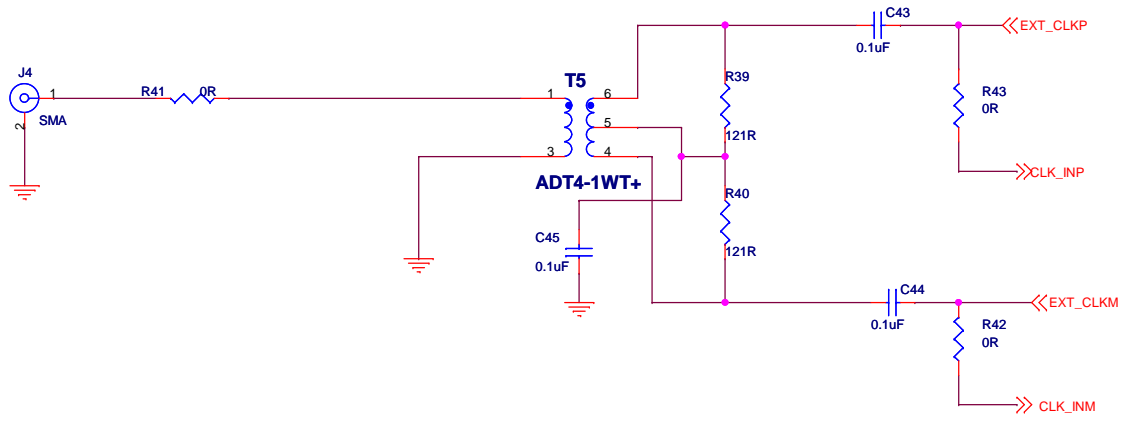 C43
0.1uF
EXT_CLKP
J4
1
2
SMA
R41
0R
T5
1
3
6
5
4
ADT4-1WT+
R39
121R
R43
0R
CLK_INP
R40
121R
C45
0.1uF
C44
0.1uF
EXT_CLKM
R42
0R
CLK_INM